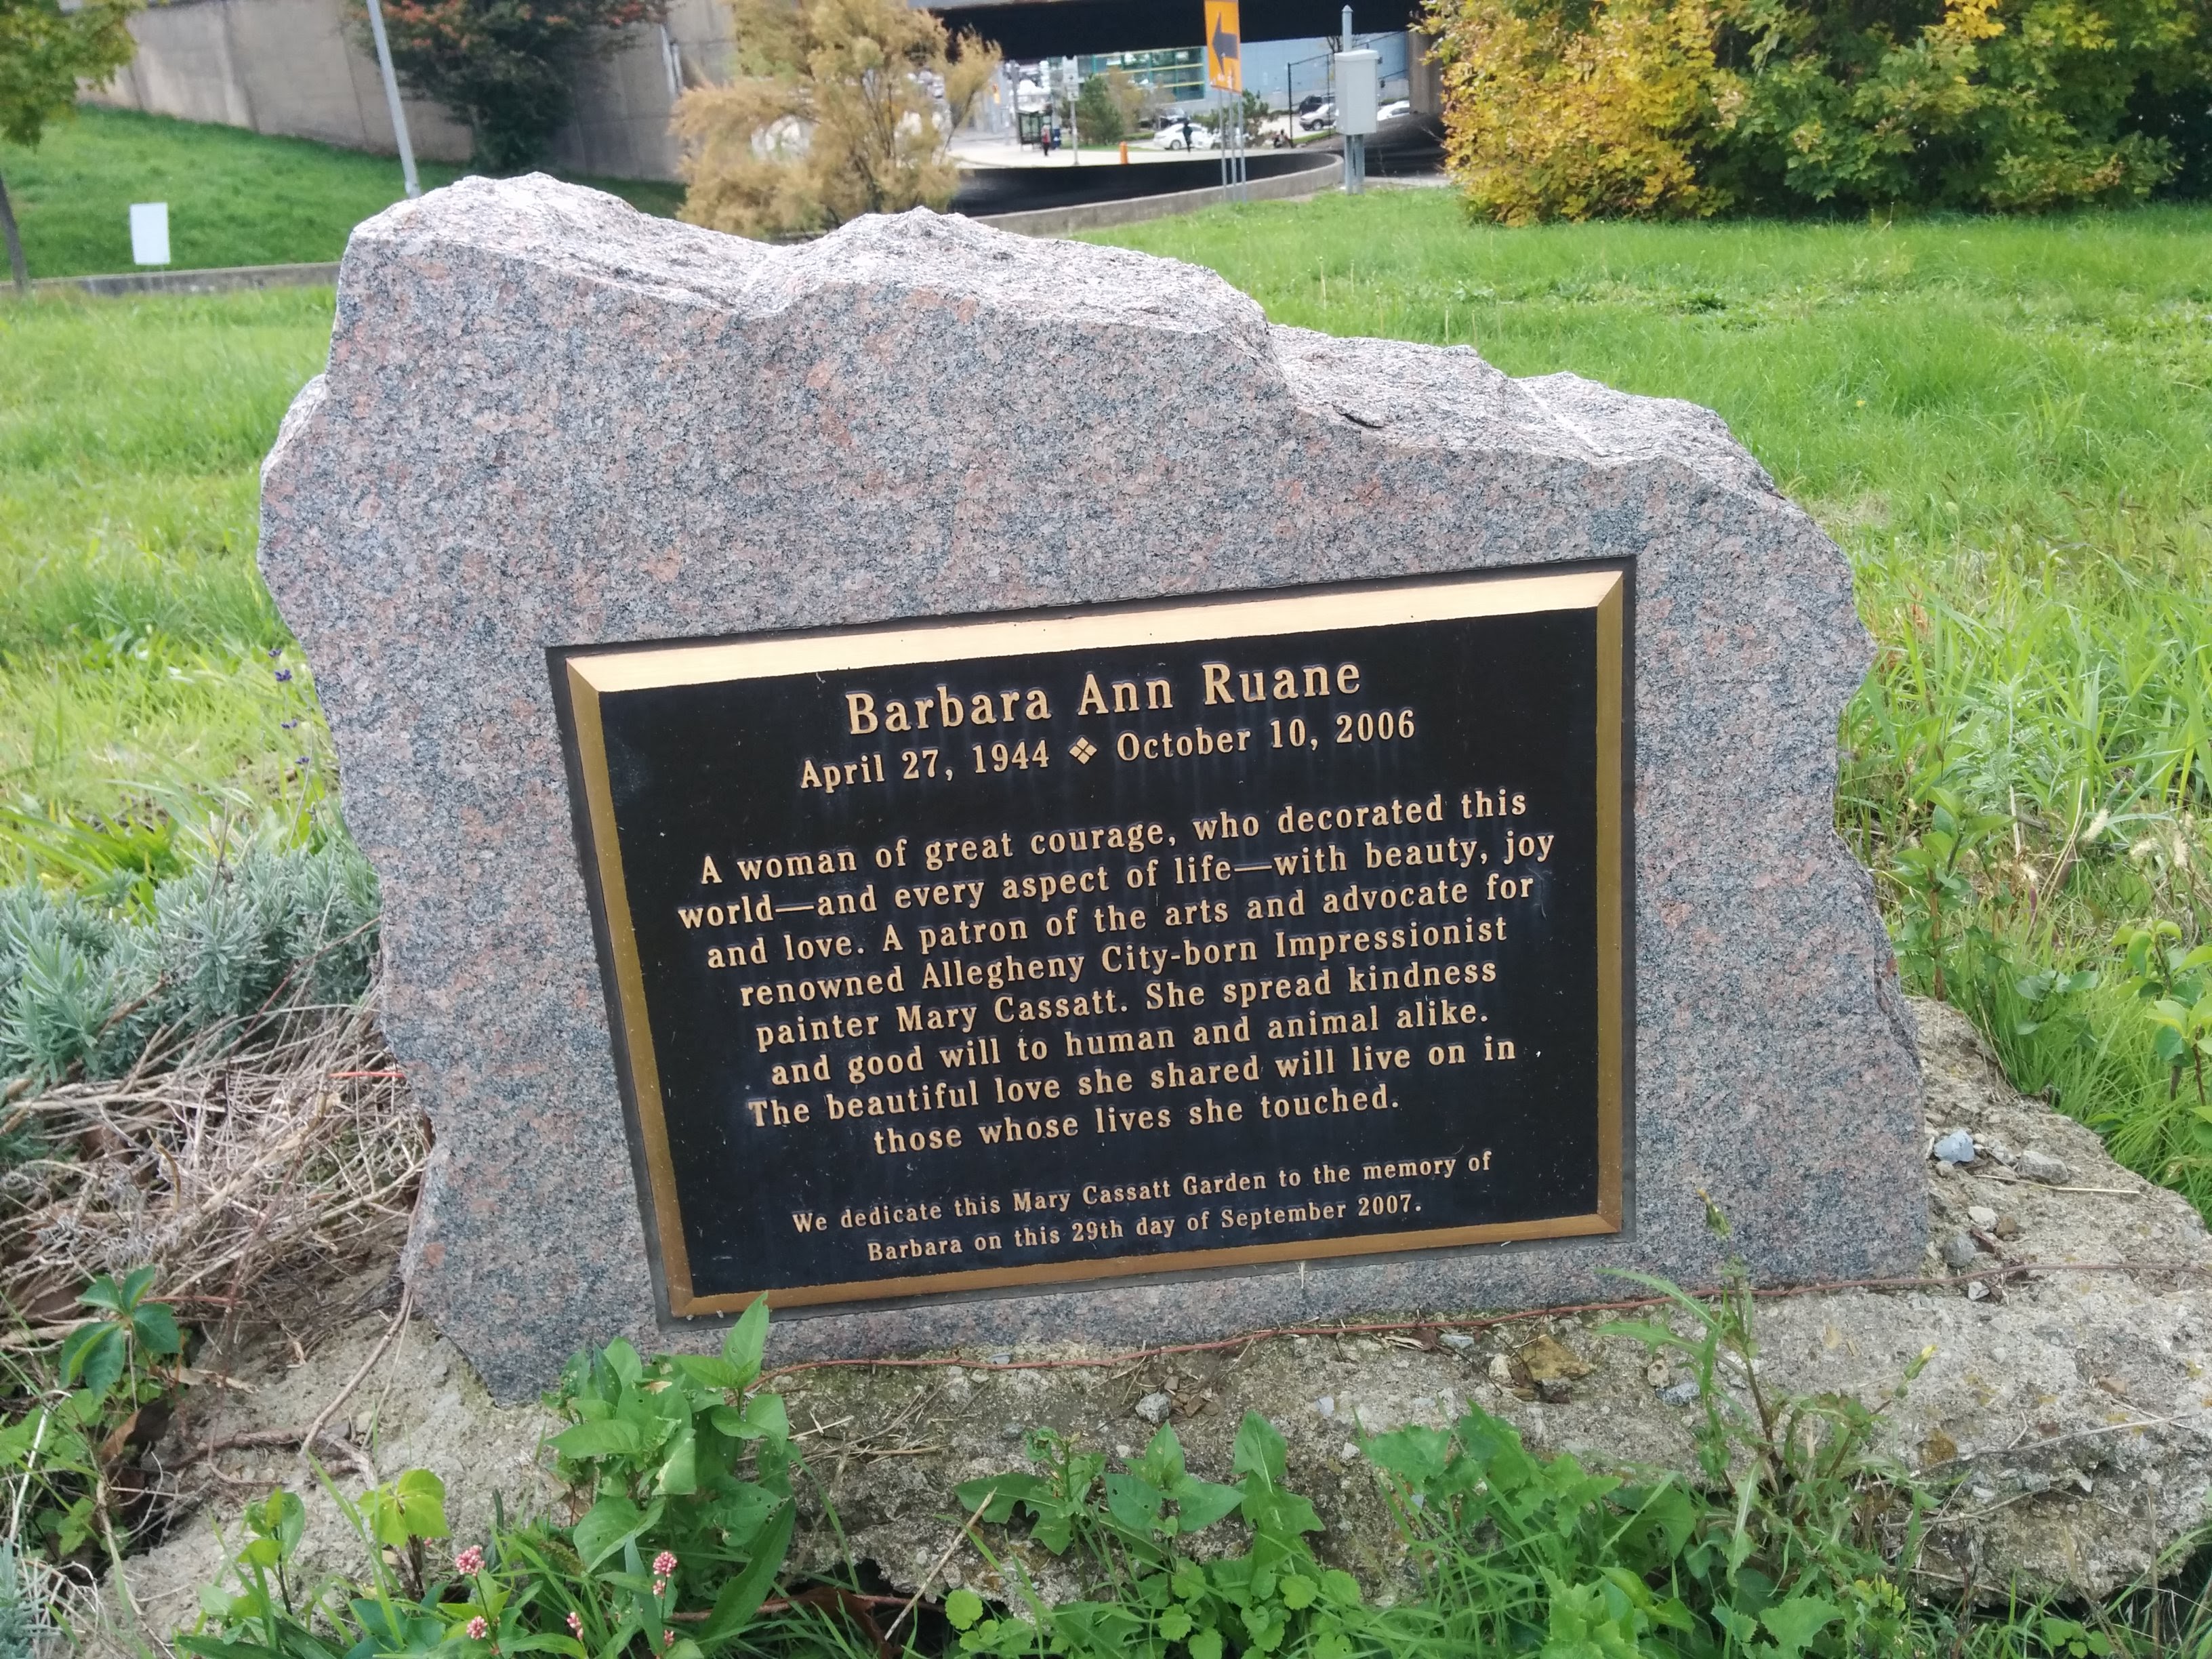 Barbara Ann Ruane
April 27, 1944 ❖ October 10, 2006
A woman of great courage, who decorated this
world—and every aspect of life—with beauty, joy
and love. A patron of the arts and advocate for
renowned Allegheny City-born Impressionist
painter Mary Cassatt. She spread kindness
and good will to human and animal alike.
The beautiful love she shared will live on in
those whose lives she touched.
We dedicate this Mary Cassatt Garden to the memory of
Barbara on this 29th day of September 2007.